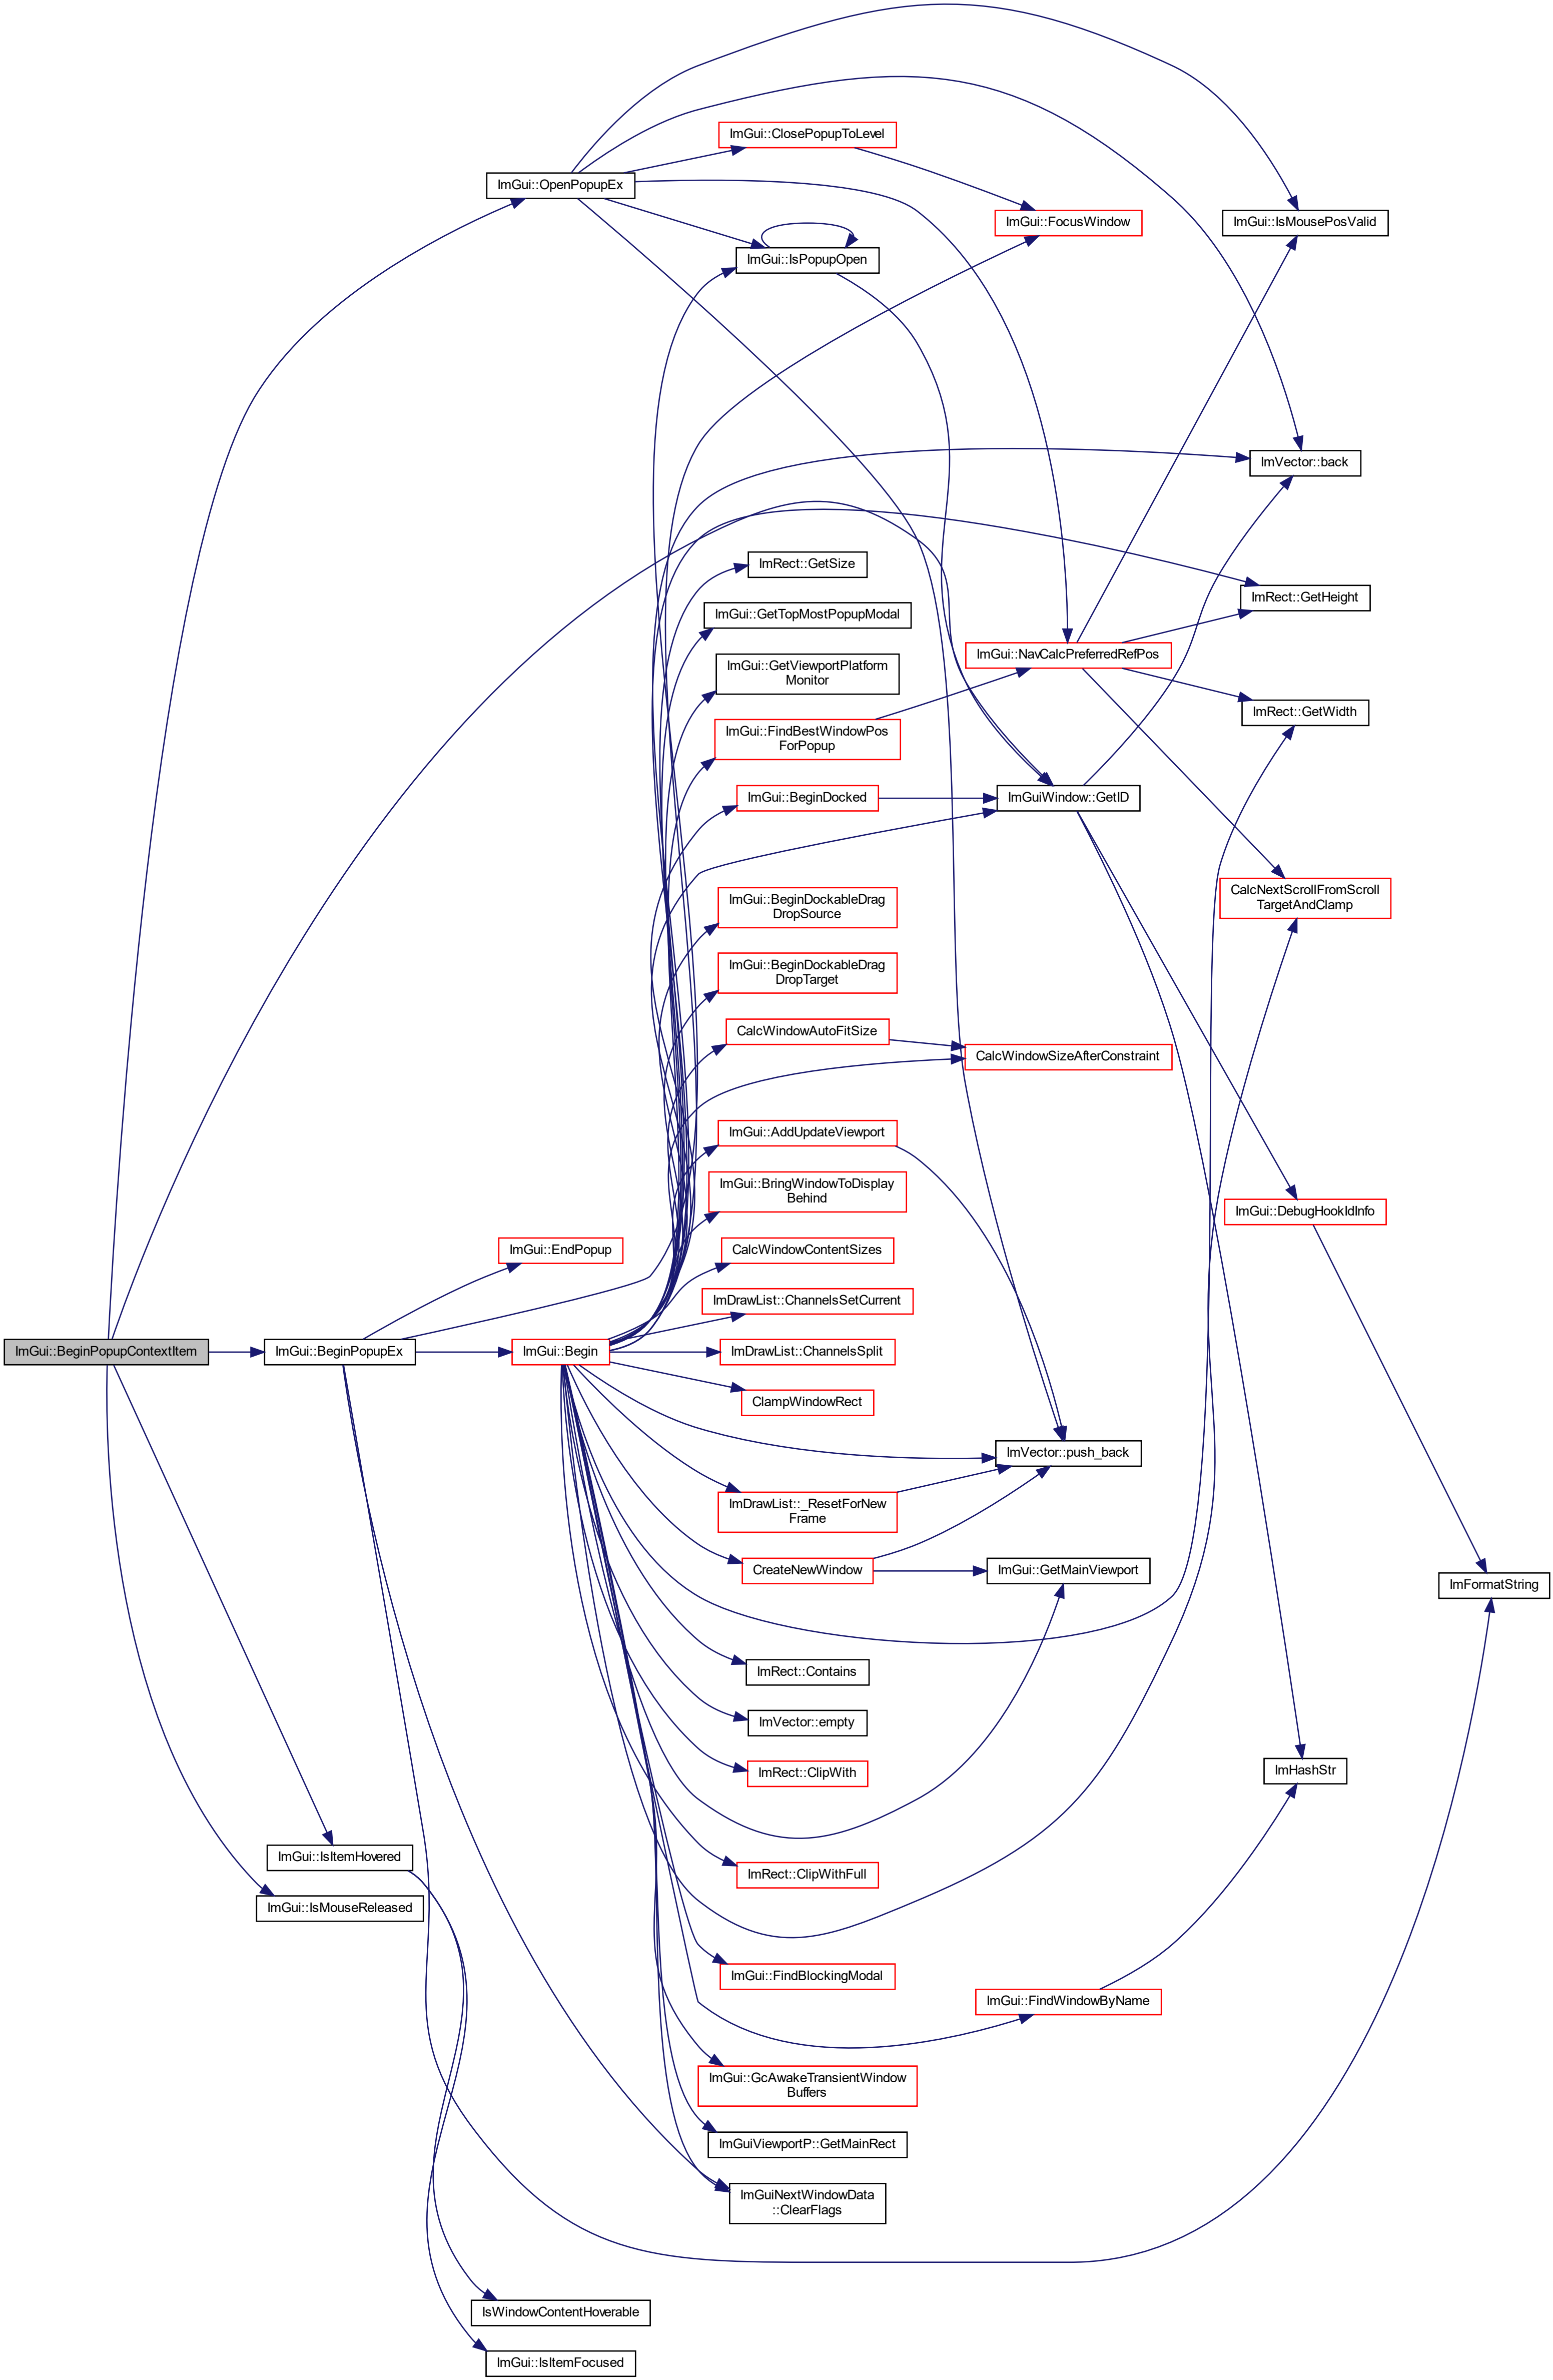 ImGui::BeginPopupContextItem
ImGui::OpenPopupEx
ImGui::BeginPopupEx
ImGui::IsItemHovered
ImGui::IsMouseReleased
ImGui::EndPopup
ImGui::Begin
IsWindowContentHoverable
ImGui::IsItemFocused
ImGui::ClosePopupToLevel
ImGui::IsPopupOpen
ImRect::GetSize
ImGui::GetTopMostPopupModal
ImGui::GetViewportPlatform
Monitor
ImGui::FindBestWindowPos
ForPopup
ImGui::BeginDocked
ImGui::BeginDockableDrag
DropSource
ImGui::BeginDockableDrag
DropTarget
CalcWindowAutoFitSize
ImGui::AddUpdateViewport
ImGui::BringWindowToDisplay
Behind
CalcWindowContentSizes
ImDrawList::ChannelsSetCurrent
ImDrawList::ChannelsSplit
ClampWindowRect
ImDrawList::_ResetForNew
Frame
CreateNewWindow
ImRect::Contains
ImVector::empty
ImRect::ClipWith
ImRect::ClipWithFull
ImGui::FindBlockingModal
ImGui::GcAwakeTransientWindow
Buffers
ImGuiViewportP::GetMainRect
ImGuiNextWindowData
::ClearFlags
ImGui::FocusWindow
ImGui::NavCalcPreferredRefPos
ImGuiWindow::GetID
CalcWindowSizeAfterConstraint
ImVector::push_back
ImGui::GetMainViewport
ImGui::FindWindowByName
ImGui::IsMousePosValid
ImVector::back
ImRect::GetHeight
ImRect::GetWidth
CalcNextScrollFromScroll
TargetAndClamp
ImGui::DebugHookIdInfo
ImHashStr
ImFormatString